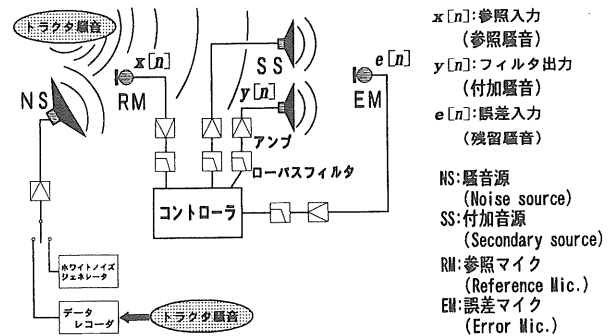 トラクタ騒音
x[n]
NS
RM
SS
y[n]
e[n]
EM
アンプ
ローパスフィルタ
コントローラ
ホワイトノイズ
ジェネレータ
データ
レコーダ
トラクタ騒音
x[n]:参照入力
(参照騒音)
y[n]:フィルタ出力
(付加騒音)
e[n]:誤差入力
(残留騒音)
NS:騒音源
(Noise source)
SS:付加音源
(Secondary source)
RM:参照マイク
(Reference Mic.)
EM:誤差マイク
(Error Mic.)